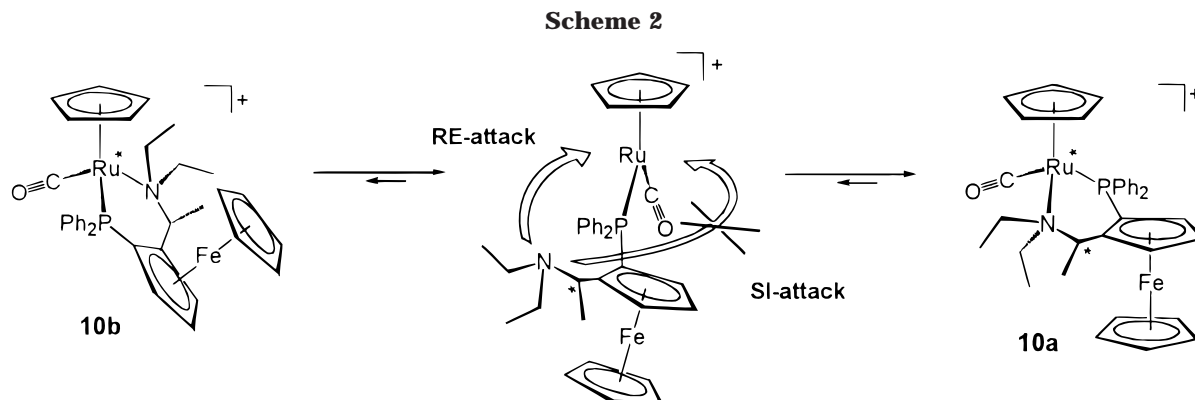 Scheme 2
+
Ru*
N
O≡C
Ph₂P
Fe
10b
RE-attack
+
Ru
C
O
Ph₂P
N
*
SI-attack
Fe
+
Ru*
O≡C
PPh₂
N
*
Fe
10a